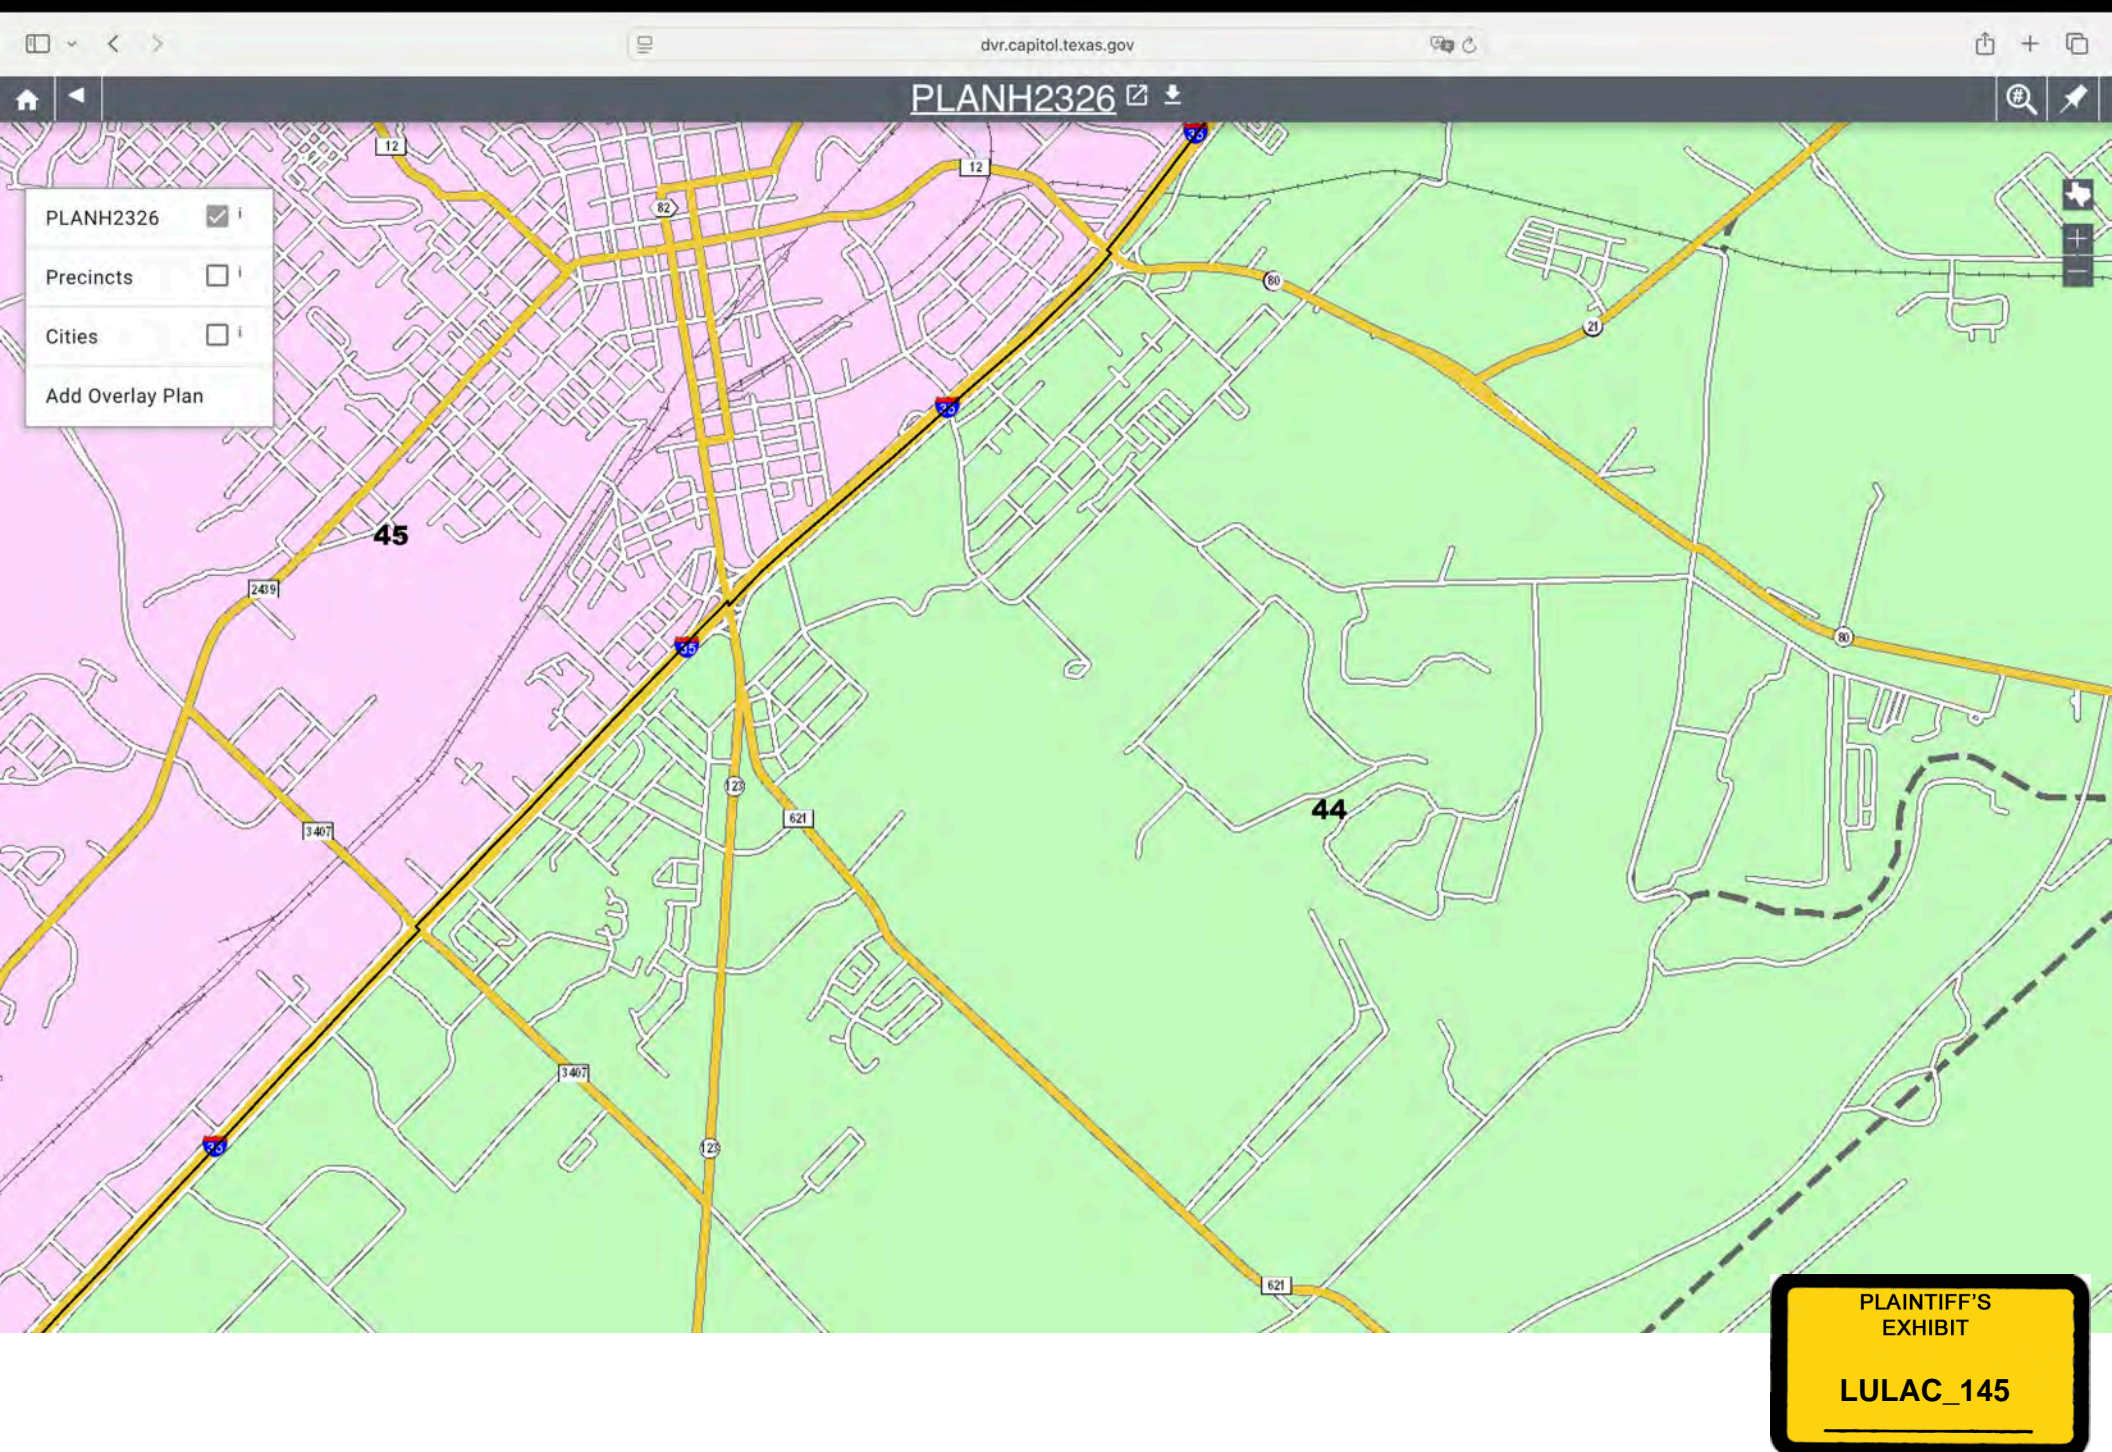 dvr.capitol.texas.gov
PLANH2326
#
35
12
12
82
PLANH2326 i
Precincts i
Cities i
Add Overlay Plan
80
21
35
45
2439
35
80
123
44
621
3407
3407
123
35
621
PLAINTIFF'S
EXHIBIT
LULAC_145